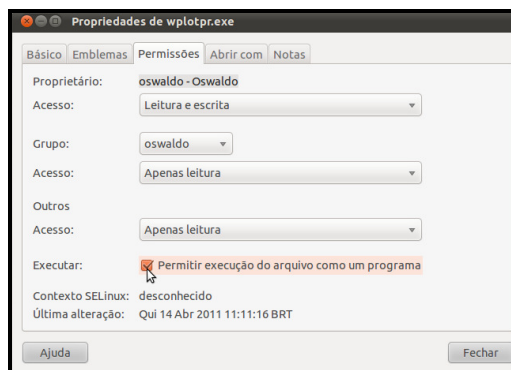 Propriedades de wplotpr.exe
Básico Emblemas Permissões Abrir com Notas
Proprietário: oswaldo - Oswaldo
Acesso: Leitura e escrita
Grupo: oswaldo
Acesso: Apenas leitura
Outros
Acesso: Apenas leitura
Executar: Permitir execução do arquivo como um programa
Contexto SELinux: desconhecido
Última alteração: Qui 14 Abr 2011 11:11:16 BRT
Ajuda Fechar